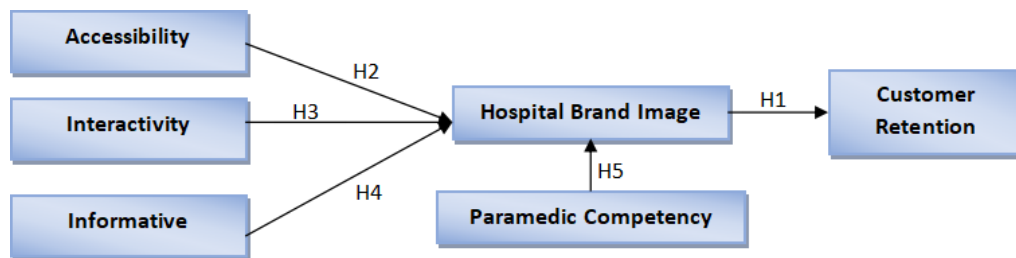 Accessibility
H2
Interactivity
H3
Hospital Brand Image
H1
Customer
Retention
H4
H5
Informative
Paramedic Competency